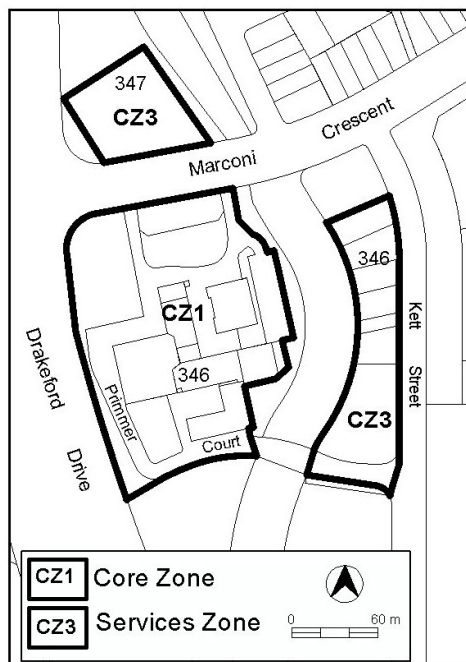 347
CZ3
Marconi
Crescent
346
CZ1
Kett
Street
Drakeford
Drive
Primmer
Court
346
CZ3
CZ1 Core Zone
CZ3 Services Zone
0 60 m